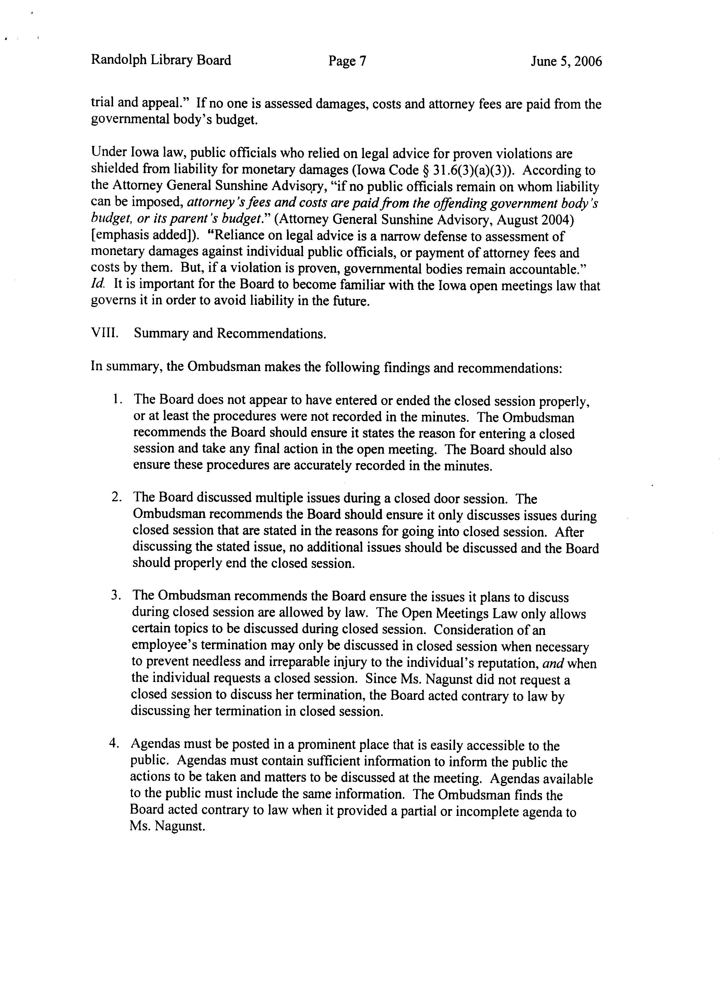 Randolph Library Board Page 7 June 5, 2006
trial and appeal.” If no one is assessed damages, costs and attorney fees are paid from the
governmental body’s budget.
Under Iowa law, public officials who relied on legal advice for proven violations are
shielded from liability for monetary damages (Iowa Code § 31.6(3)(a)(3)). According to
the Attorney General Sunshine Advisory, “if no public officials remain on whom liability
can be imposed, attorney’s fees and costs are paid from the offending government body’s
budget, or its parent’s budget.” (Attorney General Sunshine Advisory, August 2004)
[emphasis added]). “Reliance on legal advice is a narrow defense to assessment of
monetary damages against individual public officials, or payment of attorney fees and
costs by them. But, if a violation is proven, governmental bodies remain accountable.”
Id. It is important for the Board to become familiar with the Iowa open meetings law that
governs it in order to avoid liability in the future.
VIII. Summary and Recommendations.
In summary, the Ombudsman makes the following findings and recommendations:
1. The Board does not appear to have entered or ended the closed session properly,
or at least the procedures were not recorded in the minutes. The Ombudsman
recommends the Board should ensure it states the reason for entering a closed
session and take any final action in the open meeting. The Board should also
ensure these procedures are accurately recorded in the minutes.
2. The Board discussed multiple issues during a closed door session. The
Ombudsman recommends the Board should ensure it only discusses issues during
closed session that are stated in the reasons for going into closed session. After
discussing the stated issue, no additional issues should be discussed and the Board
should properly end the closed session.
3. The Ombudsman recommends the Board ensure the issues it plans to discuss
during closed session are allowed by law. The Open Meetings Law only allows
certain topics to be discussed during closed session. Consideration of an
employee’s termination may only be discussed in closed session when necessary
to prevent needless and irreparable injury to the individual’s reputation, and when
the individual requests a closed session. Since Ms. Nagunst did not request a
closed session to discuss her termination, the Board acted contrary to law by
discussing her termination in closed session.
4. Agendas must be posted in a prominent place that is easily accessible to the
public. Agendas must contain sufficient information to inform the public the
actions to be taken and matters to be discussed at the meeting. Agendas available
to the public must include the same information. The Ombudsman finds the
Board acted contrary to law when it provided a partial or incomplete agenda to
Ms. Nagunst.